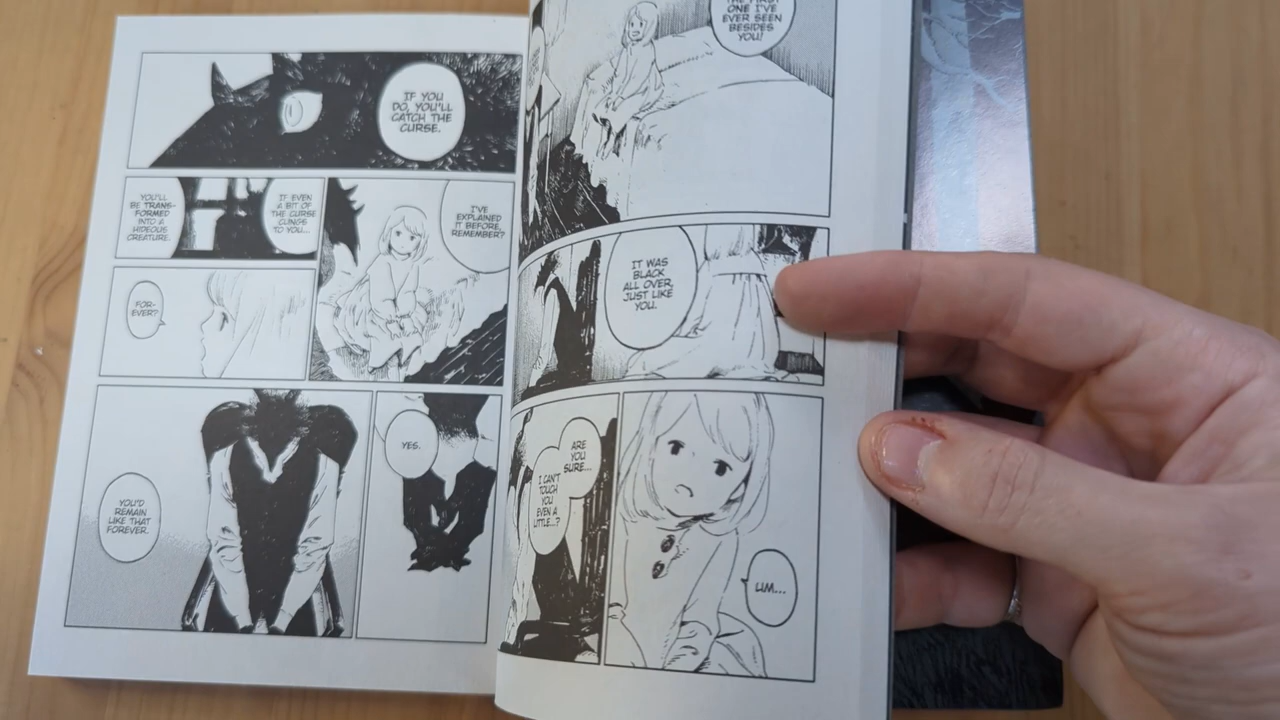 THE FIRST
ONE I'VE
EVER SEEN
BESIDES
YOU!
IT WAS
BLACK
ALL OVER,
JUST LIKE
YOU.
UM...
ARE
YOU
SURE...
I CAN'T
TOUCH
YOU
EVEN A
LITTLE...?
IF YOU
DO, YOU'LL
CATCH THE
CURSE.
I'VE
EXPLAINED
IT BEFORE,
REMEMBER?
IF EVEN
A BIT OF
THE CURSE
CLINGS
TO YOU...
YOU'LL
BE TRANS-
FORMED
INTO A
HIDEOUS
CREATURE.
FOR-
EVER?
YES.
YOU'D
REMAIN
LIKE THAT
FOREVER.